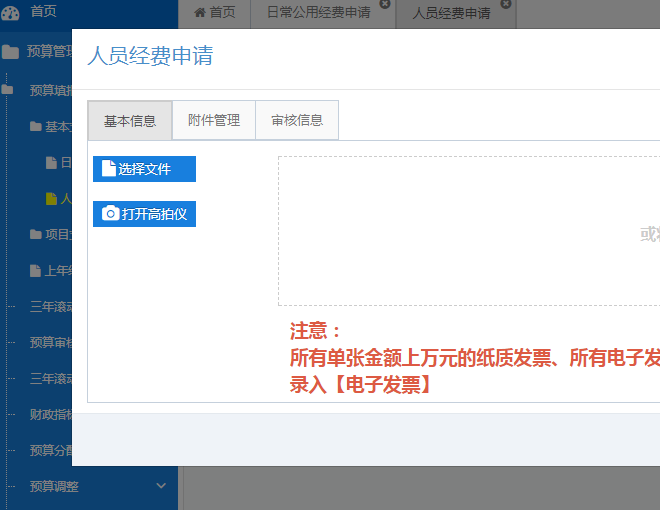 首页
首页
日常公用经费申请
人员经费申请
预算管理
人员经费申请
预算填报
基本信息
附件管理
审核信息
基本
日
选择文件
人
打开高拍仪
项目
或
上年
注意：
三年滚动
所有单张金额上万元的纸质发票、所有电子发
预算审核
录入【电子发票】
三年滚动
财政指标
预算分配
预算调整